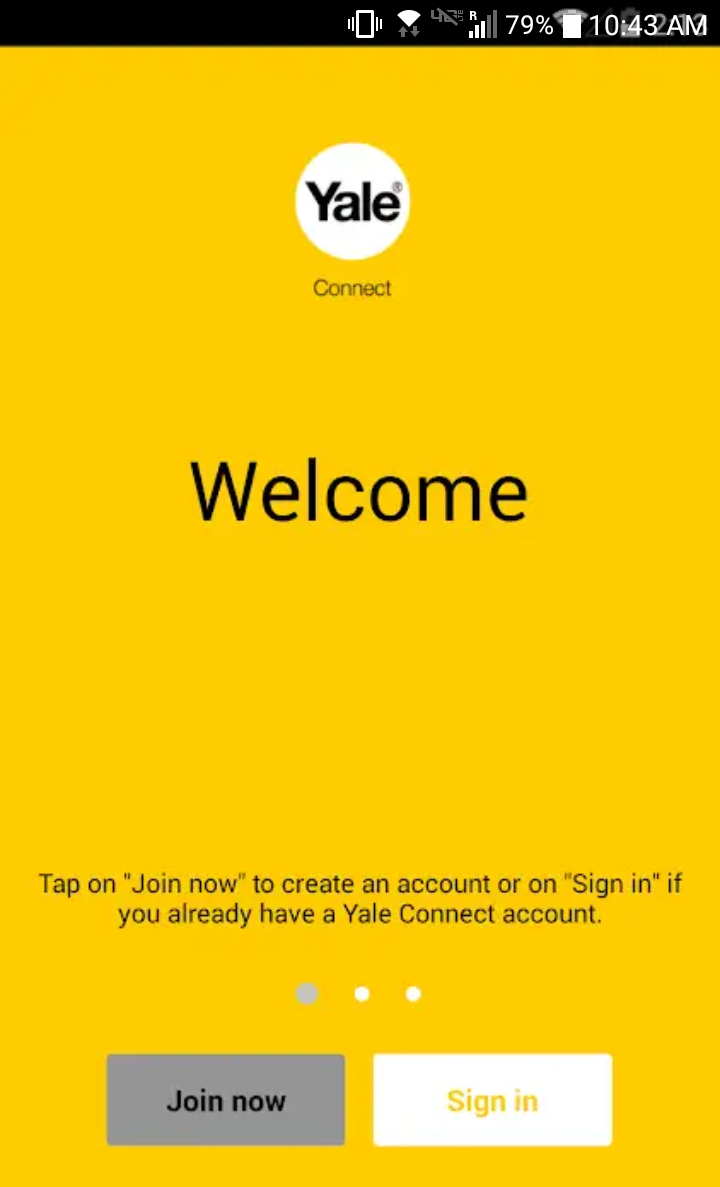 R 79% 10:43 AM
Yale®
Connect
Welcome
Tap on "Join now" to create an account or on "Sign in" if
you already have a Yale Connect account.
Join now
Sign in